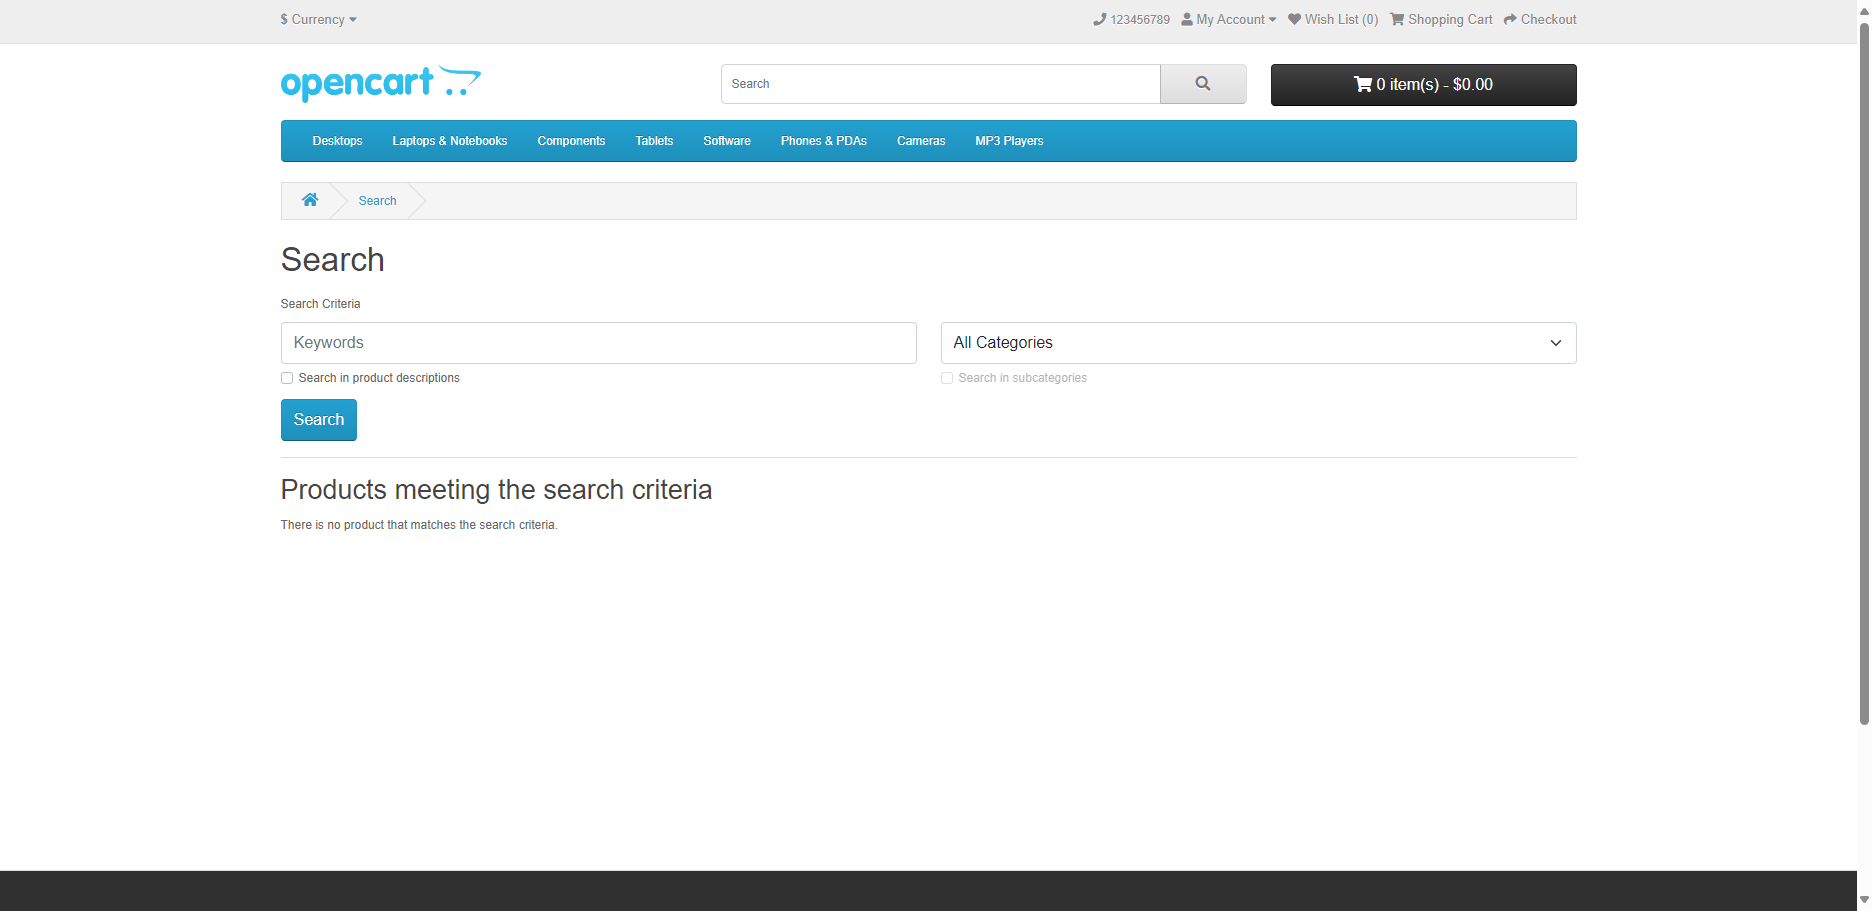 $ Currency
123456789 My Account Wish List (0) Shopping Cart Checkout
opencart
Search
0 item(s) - $0.00
Desktops Laptops & Notebooks Components Tablets Software Phones & PDAs Cameras MP3 Players
Search
Search
Search Criteria
Keywords
All Categories
Search in product descriptions
Search in subcategories
Search
Products meeting the search criteria
There is no product that matches the search criteria.